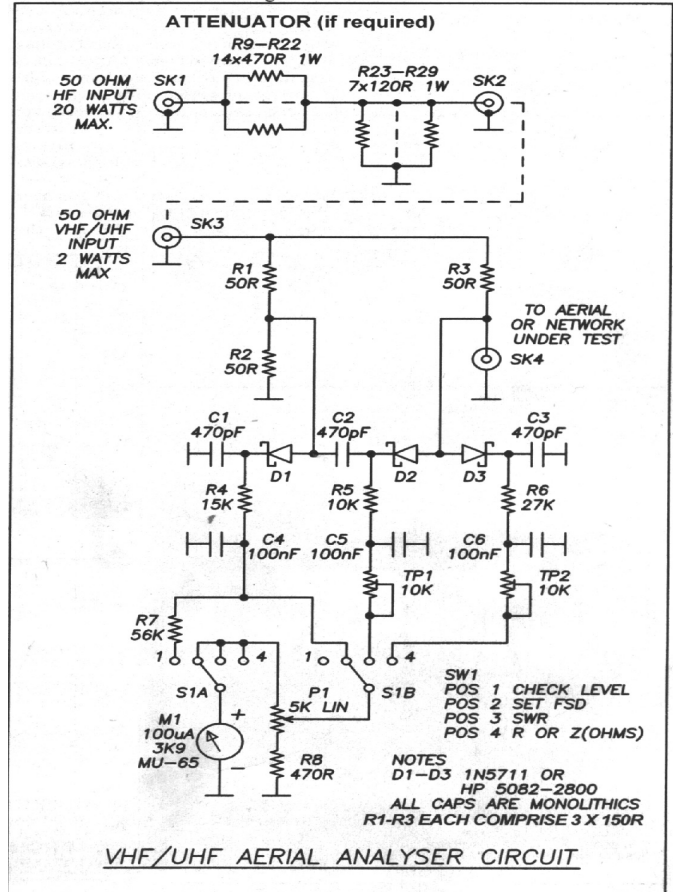 ATTENUATOR (if required)
R9-R22
14x470R 1W
R23-R29
7x120R 1W
50 OHM
HF INPUT
20 WATTS
MAX.
SK1
SK2
50 OHM
VHF/UHF
INPUT
2 WATTS
MAX
SK3
R1
50R
R3
50R
TO AERIAL
OR NETWORK
UNDER TEST
SK4
R2
50R
C1
470pF
C2
470pF
C3
470pF
D1
D2
D3
R4
15K
R5
10K
R6
27K
C4
100nF
C5
100nF
C6
100nF
TP1
10K
TP2
10K
R7
56K
1
4
1
4
S1A
P1
5K LIN
S1B
SW1
POS 1 CHECK LEVEL
POS 2 SET FSD
POS 3 SWR
POS 4 R OR Z(OHMS)
M1
100uA
3K9
MU-65
+
−
R8
470R
NOTES
D1-D3 1N5711 OR
HP 5082-2800
ALL CAPS ARE MONOLITHICS
R1-R3 EACH COMPRISE 3 X 150R
VHF/UHF AERIAL ANALYSER CIRCUIT